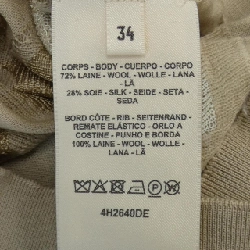 34
CORPS - BODY - CUERPO - CORPO
72% LAINE - WOOL - WOLLE - LANA
- LÃ
28% SOIE - SILK - SEIDE - SETA -
SEDA
BORD CÔTE - RIB - SEITENRAND -
REMATE ELÁSTICO - ORLO A
COSTINE - PUNHO E BORDA
100% LAINE - WOOL - WOLLE - LANA
- LÃ
4H2640DE